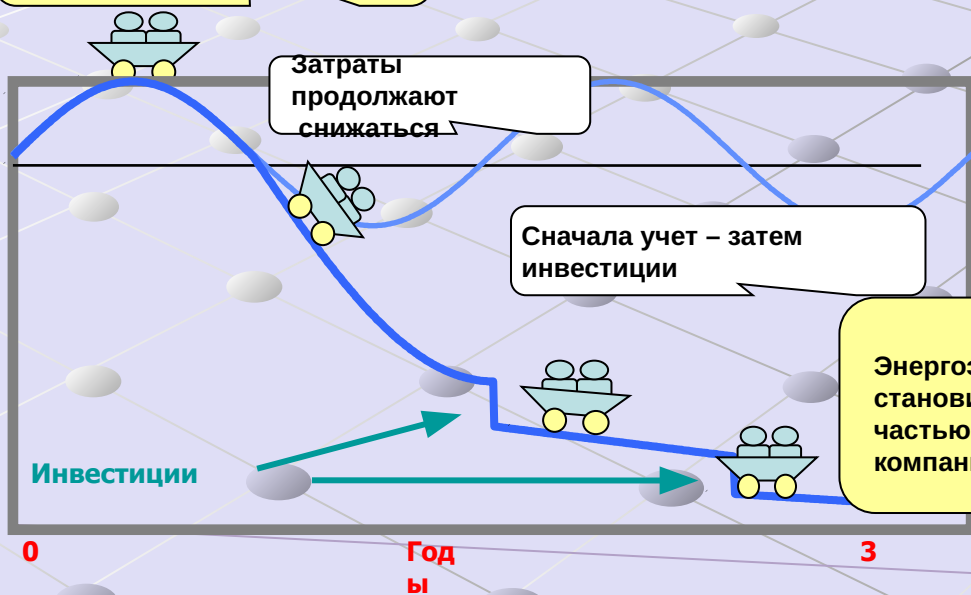 Затраты
продолжают
снижаться
Сначала учет – затем
инвестиции
Инвестиции
0
Год
ы
3